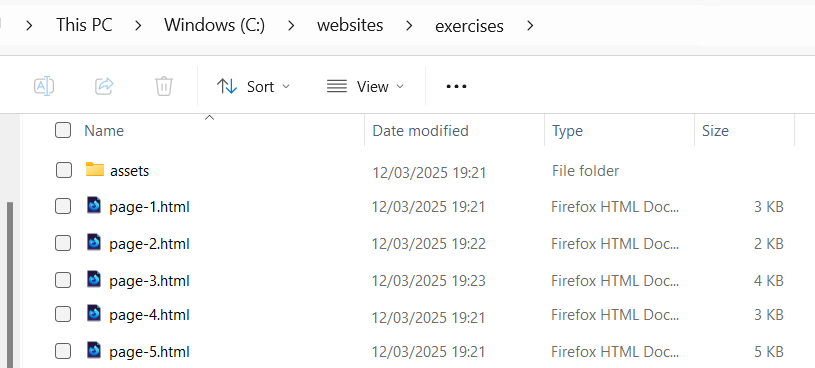 This PC > Windows (C:) > websites > exercises >
Sort View
Name Date modified Type Size
assets 12/03/2025 19:21 File folder
page-1.html 12/03/2025 19:21 Firefox HTML Doc... 3 KB
page-2.html 12/03/2025 19:22 Firefox HTML Doc... 2 KB
page-3.html 12/03/2025 19:23 Firefox HTML Doc... 4 KB
page-4.html 12/03/2025 19:21 Firefox HTML Doc... 3 KB
page-5.html 12/03/2025 19:21 Firefox HTML Doc... 5 KB